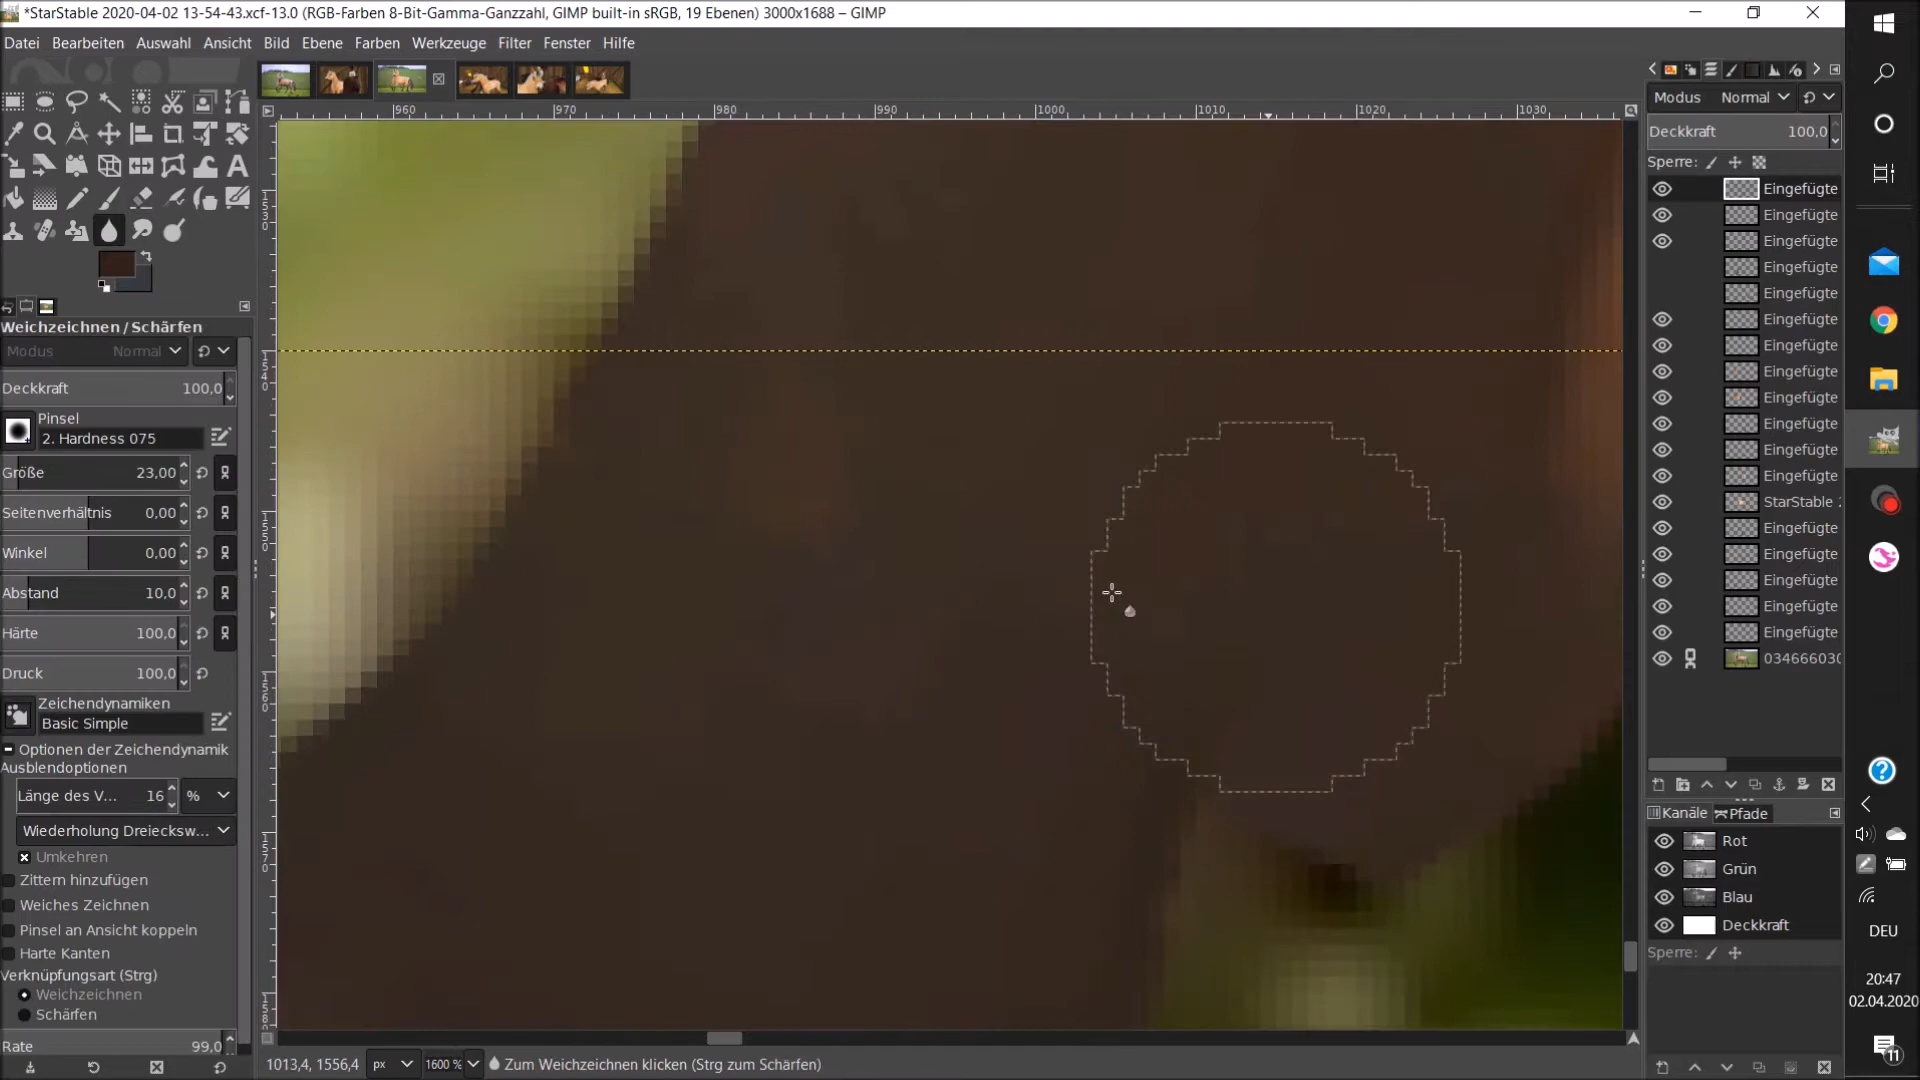 *StarStable 2020-04-02 13-54-43.xcf-13.0 (RGB-Farben 8-Bit-Gamma-Ganzzahl, GIMP built-in sRGB, 19 Ebenen) 3000x1688 – GIMP
Datei Bearbeiten Auswahl Ansicht Bild Ebene Farben Werkzeuge Filter Fenster Hilfe
960 970 980 990 1000 1010 1020 1030
1530
1540
1550
1560
1570
1580
Weichzeichnen / Schärfen
Modus Normal
Deckkraft 100,0
Pinsel
2. Hardness 075
Größe 23,00
Seitenverhältnis 0,00
Winkel 0,00
Abstand 10,0
Härte 100,0
Druck 100,0
Zeichendynamiken
Basic Simple
Optionen der Zeichendynamik
Ausblendoptionen
Länge des V... 16 %
Wiederholung Dreiecksw...
Umkehren
Zittern hinzufügen
Weiches Zeichnen
Pinsel an Ansicht koppeln
Harte Kanten
Verknüpfungsart (Strg)
Weichzeichnen
Schärfen
Rate 99,0
1013,4, 1556,4 px 1600 % Zum Weichzeichnen klicken (Strg zum Schärfen)
Modus Normal
Deckkraft 100,0
Sperre:
Eingefügte
Eingefügte
Eingefügte
Eingefügte
Eingefügte
Eingefügte
Eingefügte
Eingefügte
Eingefügte
Eingefügte
Eingefügte
Eingefügte
StarStable
Eingefügte
Eingefügte
Eingefügte
Eingefügte
Eingefügte
03466603
Kanäle Pfade
Rot
Grün
Blau
Deckkraft
Sperre:
DEU
20:47
02.04.2020
11